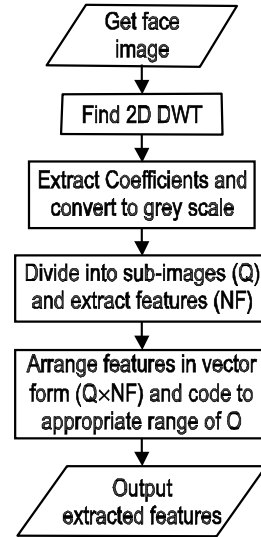 Get face
image
Find 2D DWT
Extract Coefficients and
convert to grey scale
Divide into sub-images (Q)
and extract features (NF)
Arrange features in vector
form (Q×NF) and code to
appropriate range of O
Output
extracted features